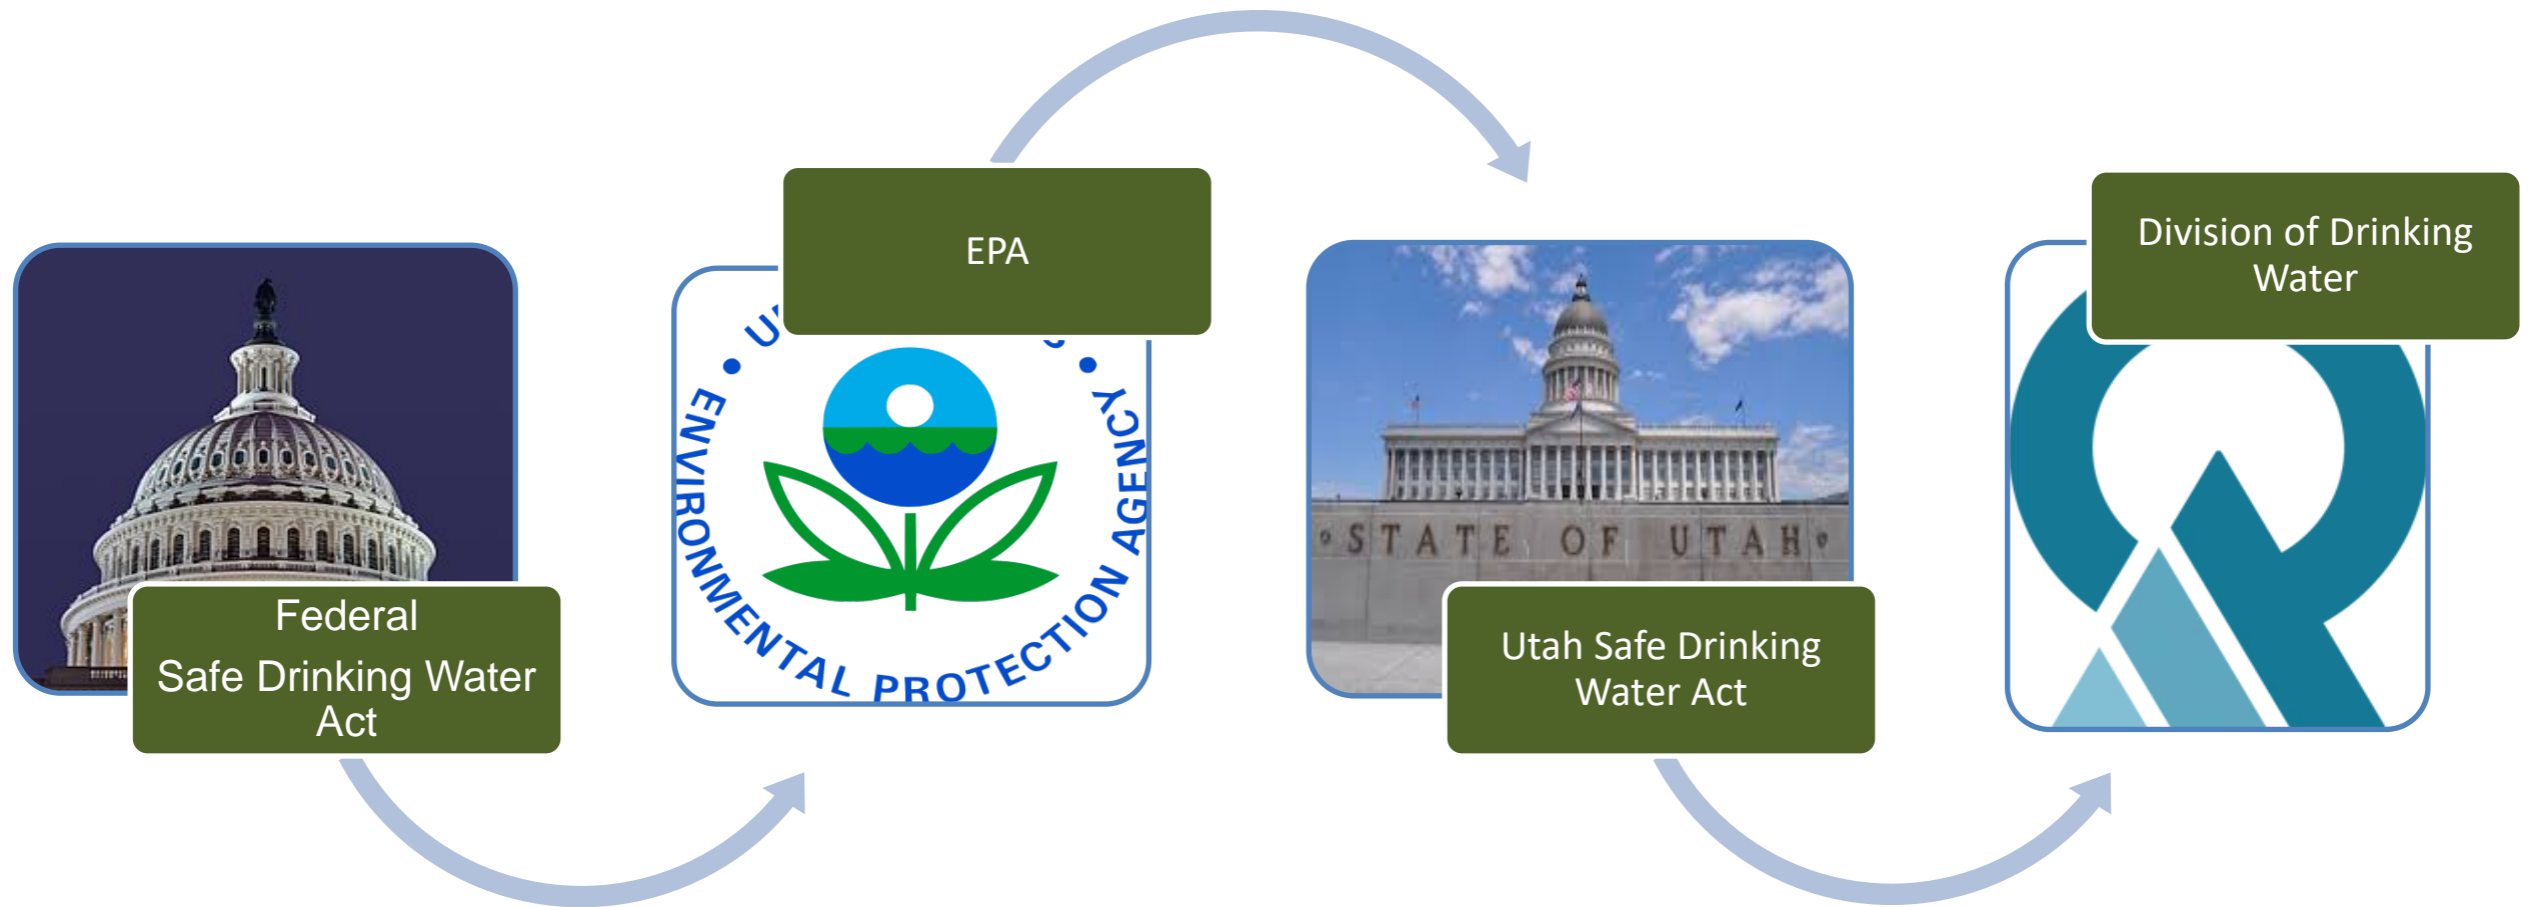 Federal
Safe Drinking Water
Act
EPA
ENVIRONMENTAL PROTECTION AGENCY
STATE OF UTAH
Utah Safe Drinking
Water Act
Division of Drinking
Water